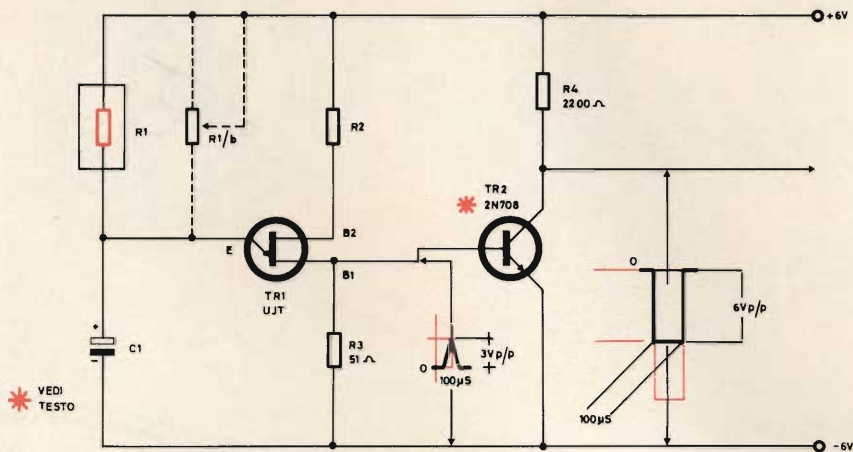 +6V
R4
2200 Ω
R1
R1/b
R2
TR2
2N708
E
B2
B1
TR1
UJT
R3
51 Ω
C1
+
-
0
100µS
3Vp/p
0
6Vp/p
100µS
VEDI
TESTO
-6V